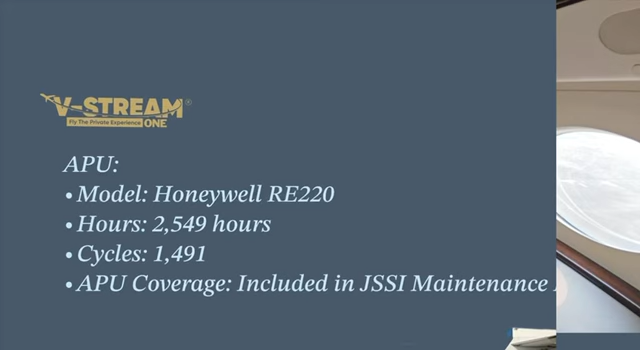 V-STREAM®
Fly The Private Experience ONE
APU:
• Model: Honeywell RE220
• Hours: 2,549 hours
• Cycles: 1,491
• APU Coverage: Included in JSSI Maintenance